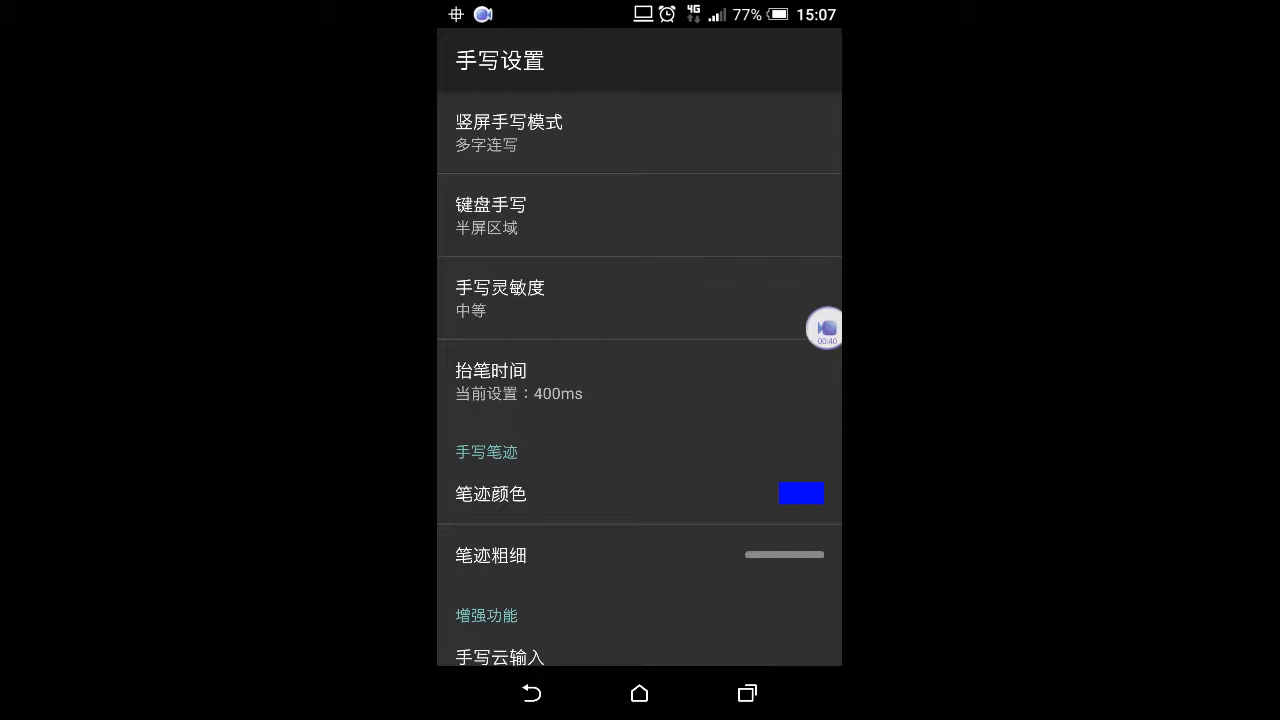 4G 77% 15:07
手写设置
竖屏手写模式
多字连写
键盘手写
半屏区域
手写灵敏度
中等
00:40
抬笔时间
当前设置：400ms
手写笔迹
笔迹颜色
笔迹粗细
增强功能
手写云输入